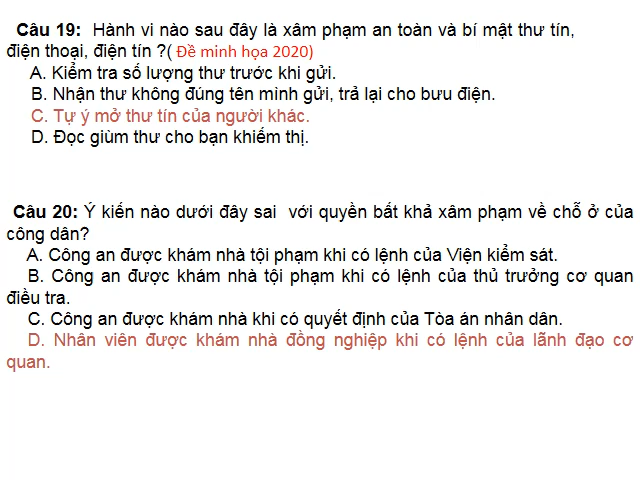 Câu 19: Hành vi nào sau đây là xâm phạm an toàn và bí mật thư tín,
điện thoại, điện tín ?( Đề minh họa 2020)
A. Kiểm tra số lượng thư trước khi gửi.
B. Nhận thư không đúng tên mình gửi, trả lại cho bưu điện.
C. Tự ý mở thư tín của người khác.
D. Đọc giùm thư cho bạn khiếm thị.
Câu 20: Ý kiến nào dưới đây sai với quyền bất khả xâm phạm về chỗ ở của
công dân?
A. Công an được khám nhà tội phạm khi có lệnh của Viện kiểm sát.
B. Công an được khám nhà tội phạm khi có lệnh của thủ trưởng cơ quan
điều tra.
C. Công an được khám nhà khi có quyết định của Tòa án nhân dân.
D. Nhân viên được khám nhà đồng nghiệp khi có lệnh của lãnh đạo cơ
quan.